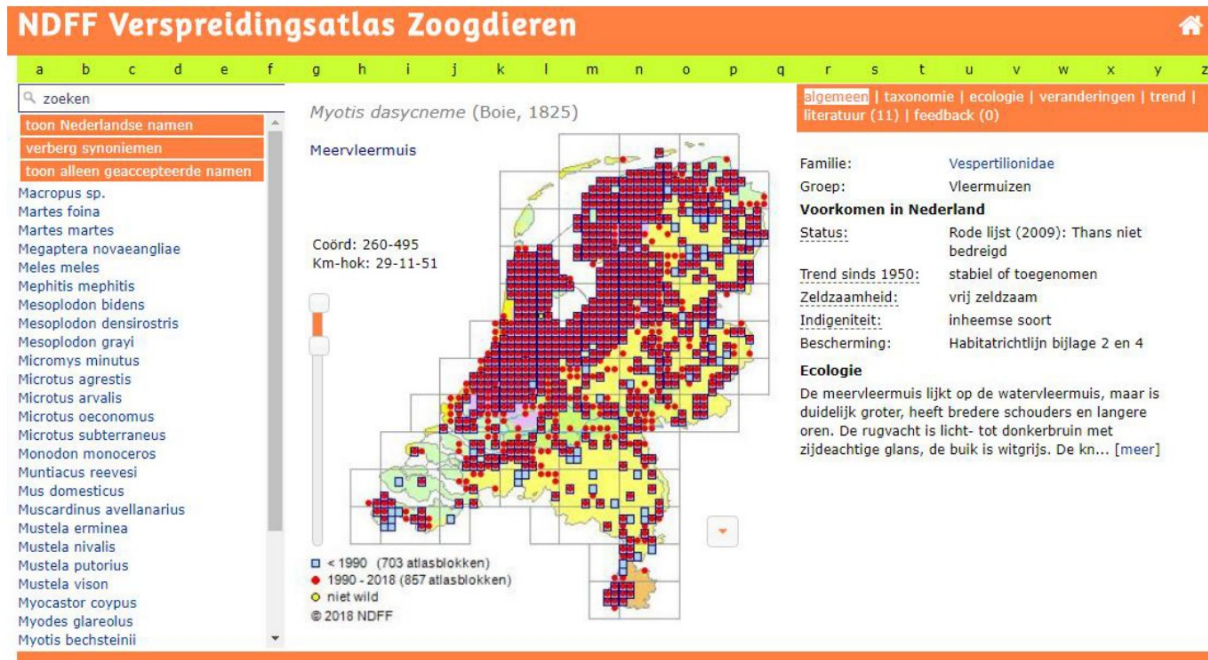 NDFF Verspreidingsatlas Zoogdieren
a b c d e f g h i j k l m n o p q r s t u v w x y z
zoeken
toon Nederlandse namen
verberg synoniemen
toon alleen geaccepteerde namen
Macropus sp.
Martes foina
Martes martes
Megaptera novaeangliae
Meles meles
Mephitis mephitis
Mesoplodon bidens
Mesoplodon densirostris
Mesoplodon grayi
Micromys minutus
Microtus agrestis
Microtus arvalis
Microtus oeconomus
Microtus subterraneus
Monodon monoceros
Muntiacus reevesi
Mus domesticus
Muscardinus avellanarius
Mustela erminea
Mustela nivalis
Mustela putorius
Mustela vison
Myocastor coypus
Myodes glareolus
Myotis bechsteinii
Myotis dasycneme (Boie, 1825)
Meervleermuis
Coörd: 260-495
Km-hok: 29-11-51
< 1990 (703 atlasblokken)
1990 - 2018 (857 atlasblokken)
niet wild
© 2018 NDFF
algemeen | taxonomie | ecologie | veranderingen | trend |
literatuur (11) | feedback (0)
Familie: Vespertilionidae
Groep: Vleermuizen
Voorkomen in Nederland
Status: Rode lijst (2009): Thans niet
bedreigd
Trend sinds 1950: stabiel of toegenomen
Zeldzaamheid: vrij zeldzaam
Indigeniteit: inheemse soort
Bescherming: Habitatrichtlijn bijlage 2 en 4
Ecologie
De meervleermuis lijkt op de watervleermuis, maar is
duidelijk groter, heeft bredere schouders en langere
oren. De rugvacht is licht- tot donkerbruin met
zijdeachtige glans, de buik is witgrijs. De kn... [meer]